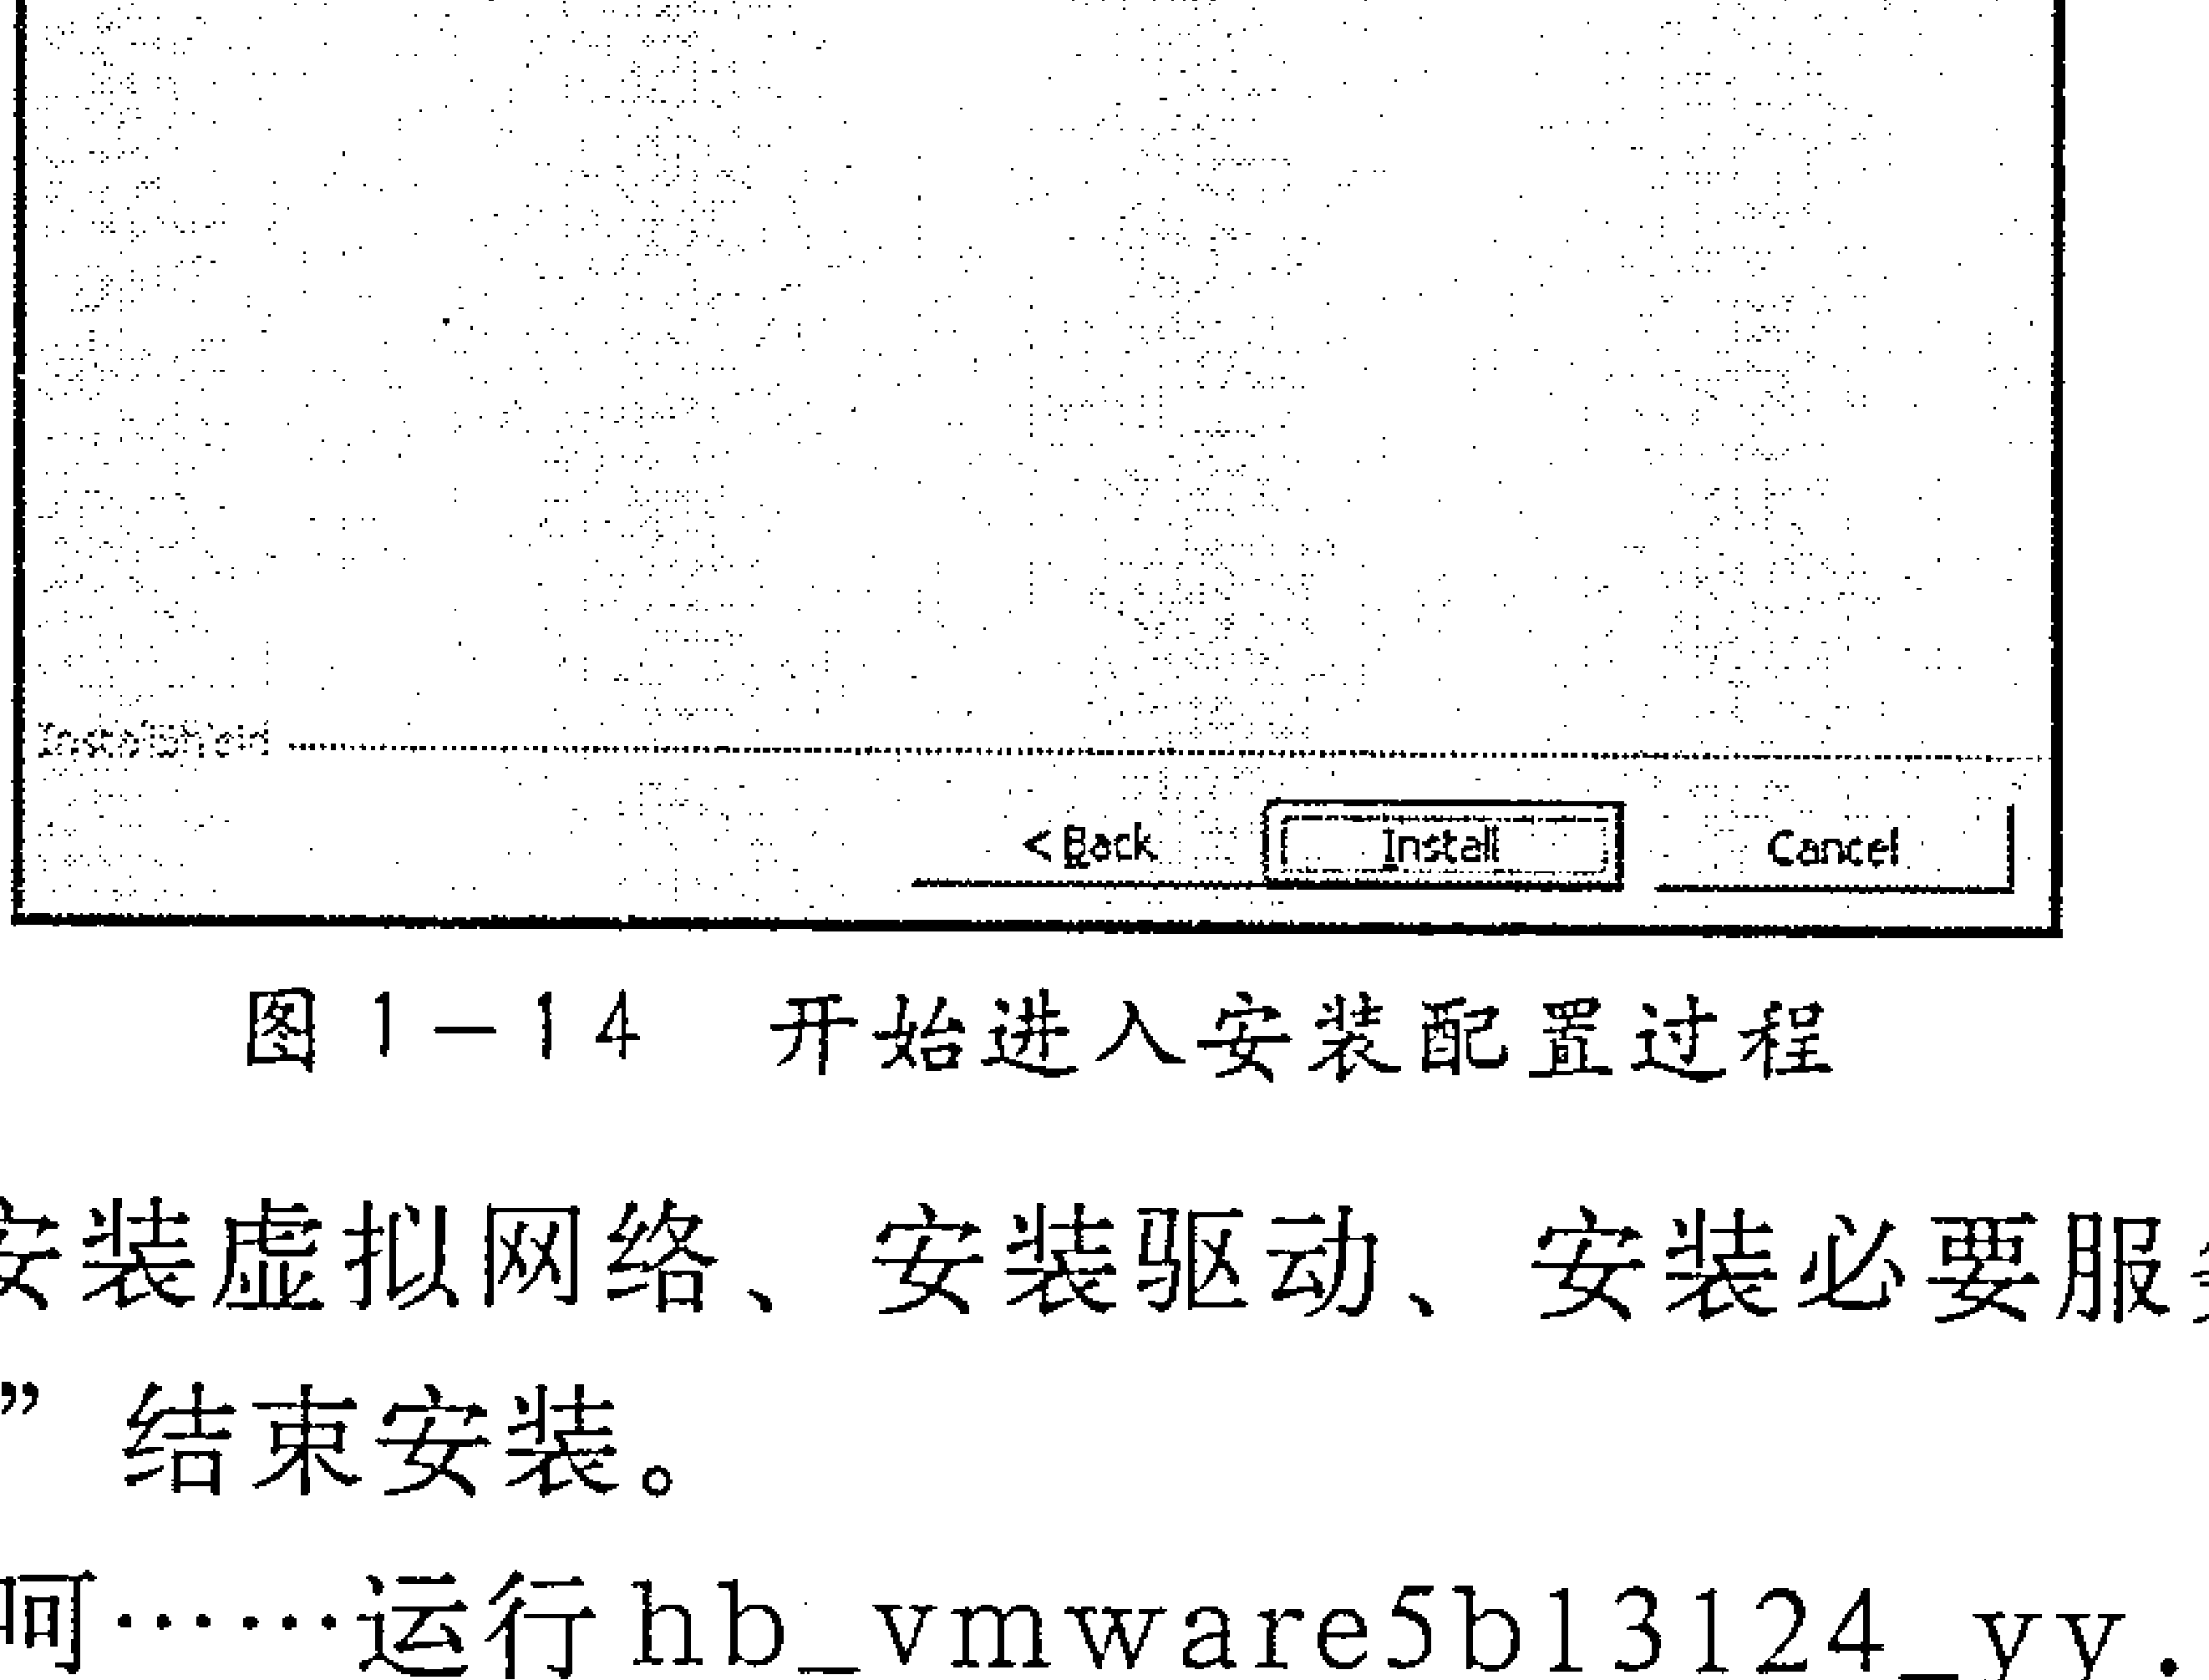 InstallShield
< Back Install Cancel
图 1－14 开始进入安装配置过程
安装虚拟网络、安装驱动、安装必要服
” 结束安装。
呵……运行 hb_vmware5b13124_yy.